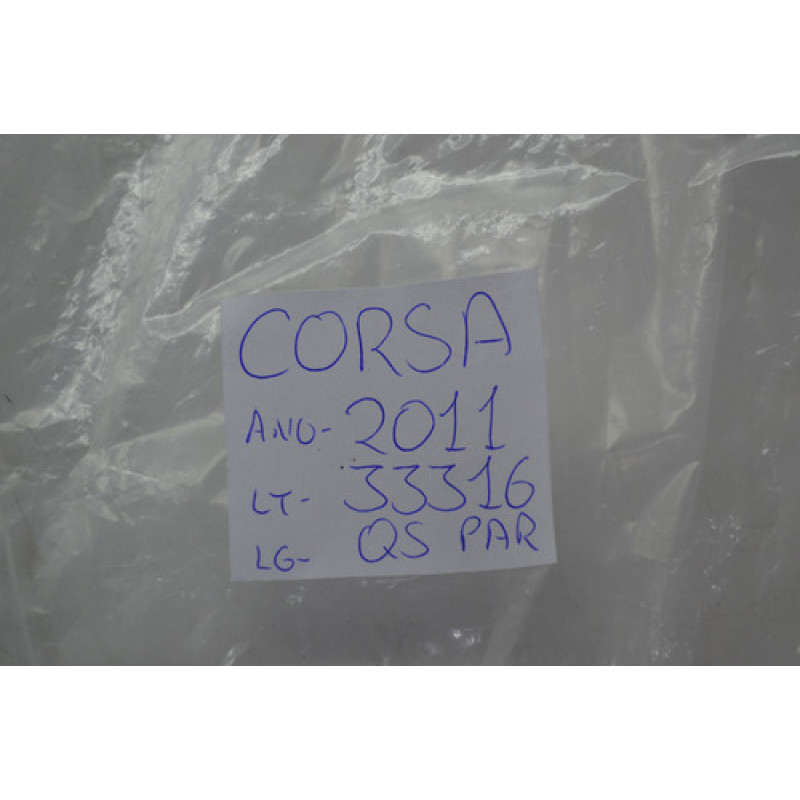 CORSA
ANO- 2011
LT- 33316
LG- QS PAR